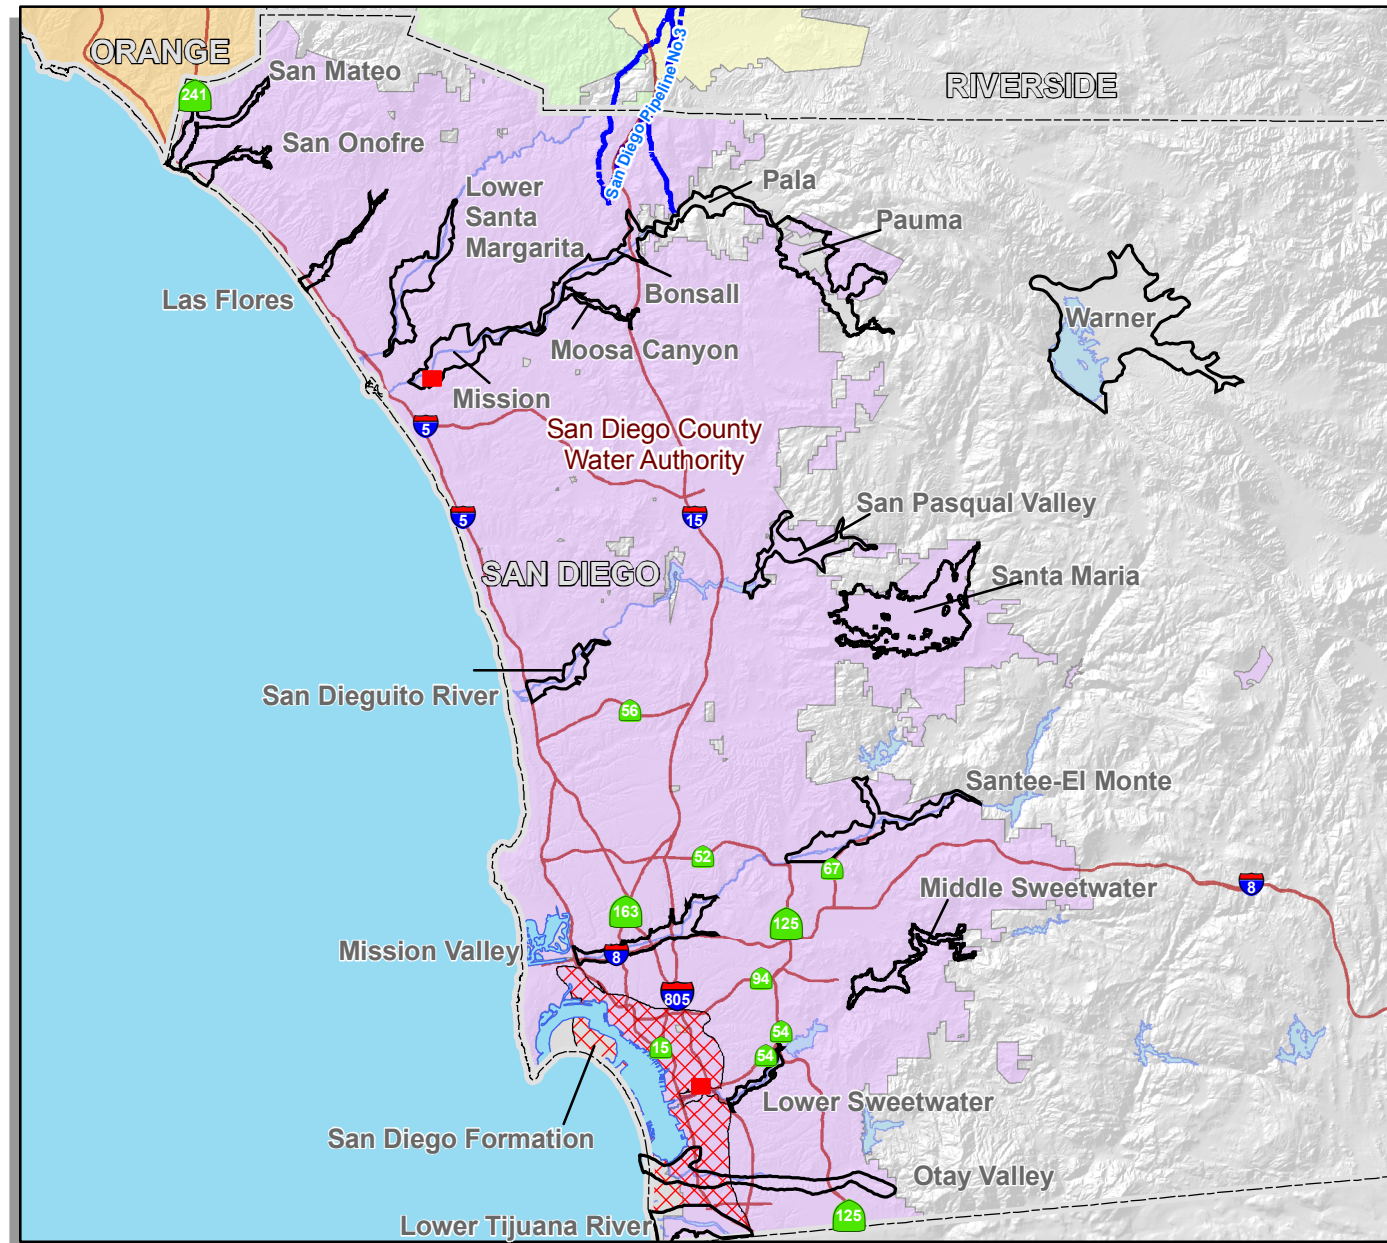 ORANGE
San Mateo
241
San Onofre
RIVERSIDE
San Diego Pipeline No.3
Pala
Lower
Santa
Margarita
Pauma
Las Flores
Bonsall
Warner
Moosa Canyon
Mission
5
San Diego County
Water Authority
5
15
San Pasqual Valley
SAN DIEGO
Santa Maria
San Dieguito River
56
Santee-El Monte
52
67
Middle Sweetwater
8
163
125
Mission Valley
8
94
805
54
15
54
Lower Sweetwater
San Diego Formation
Otay Valley
Lower Tijuana River
125